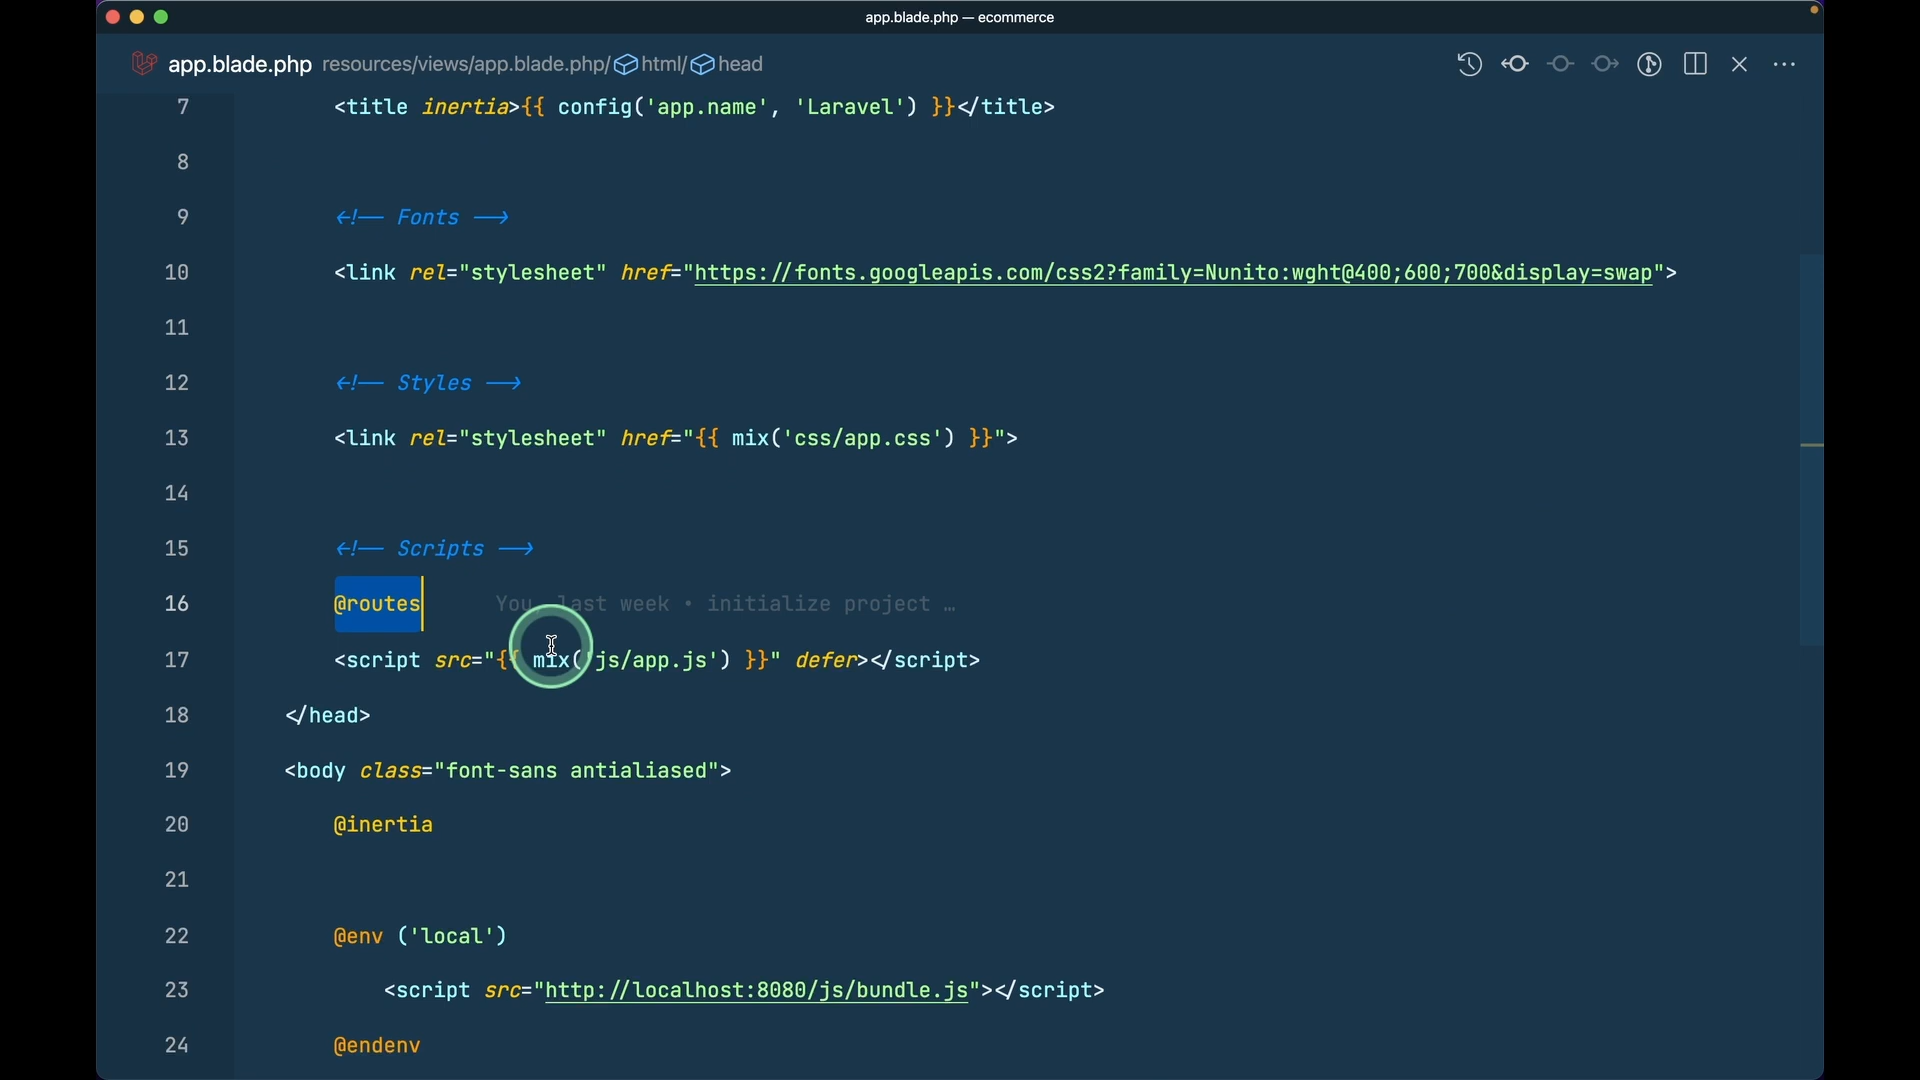 app.blade.php — ecommerce
app.blade.php resources/views/app.blade.php/ html/ head
7 <title inertia>{{ config('app.name', 'Laravel') }}</title>
8
9 <!-- Fonts -->
10 <link rel="stylesheet" href="https://fonts.googleapis.com/css2?family=Nunito:wght@400;600;700&display=swap">
11
12 <!-- Styles -->
13 <link rel="stylesheet" href="{{ mix('css/app.css') }}">
14
15 <!-- Scripts -->
16 @routes You, last week • initialize project …
17 <script src="{{ mix('js/app.js') }}" defer></script>
18 </head>
19 <body class="font-sans antialiased">
20 @inertia
21
22 @env ('local')
23 <script src="http://localhost:8080/js/bundle.js"></script>
24 @endenv